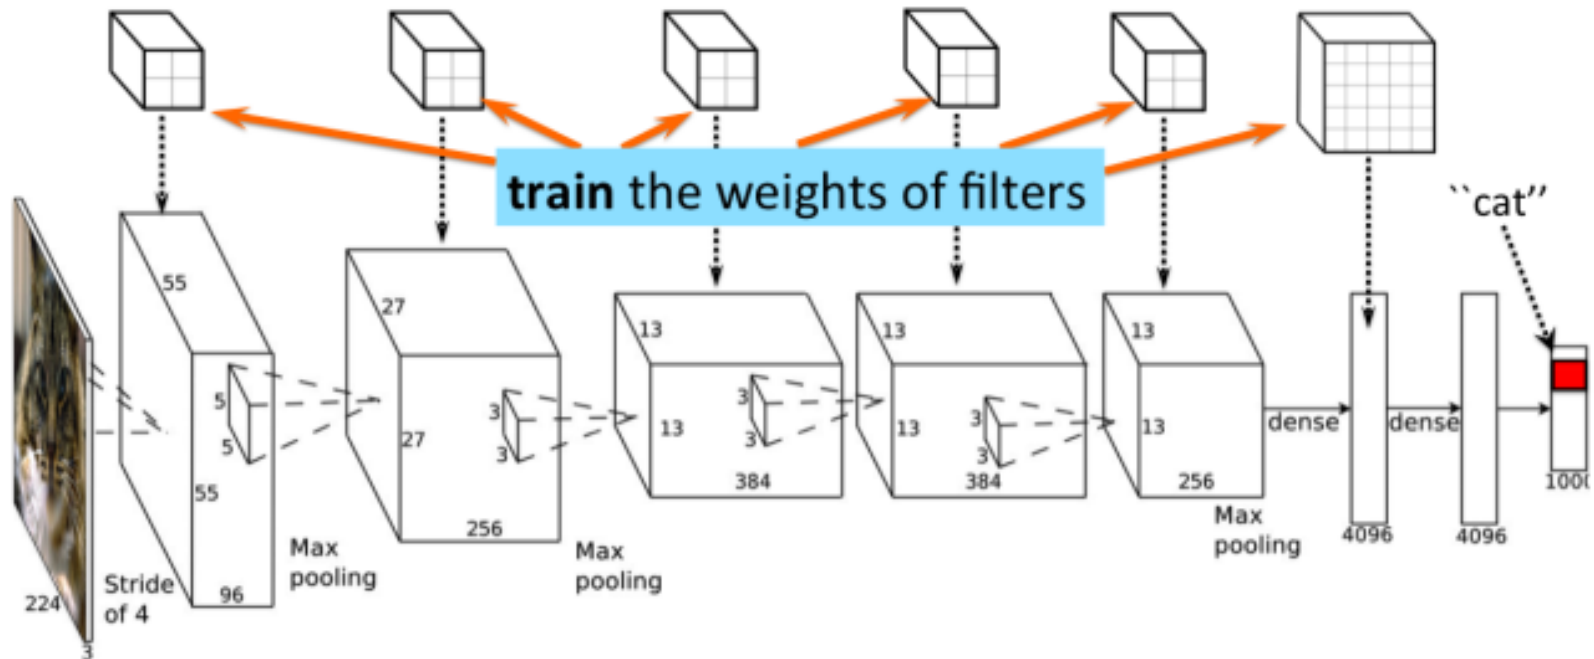 train the weights of filters
``cat''
55
27
13
13
13
5
5
3
3
3
3
3
3
55
27
13
13
13
dense
dense
96
256
384
384
256
224
3
Stride
of 4
Max
pooling
Max
pooling
Max
pooling
4096
4096